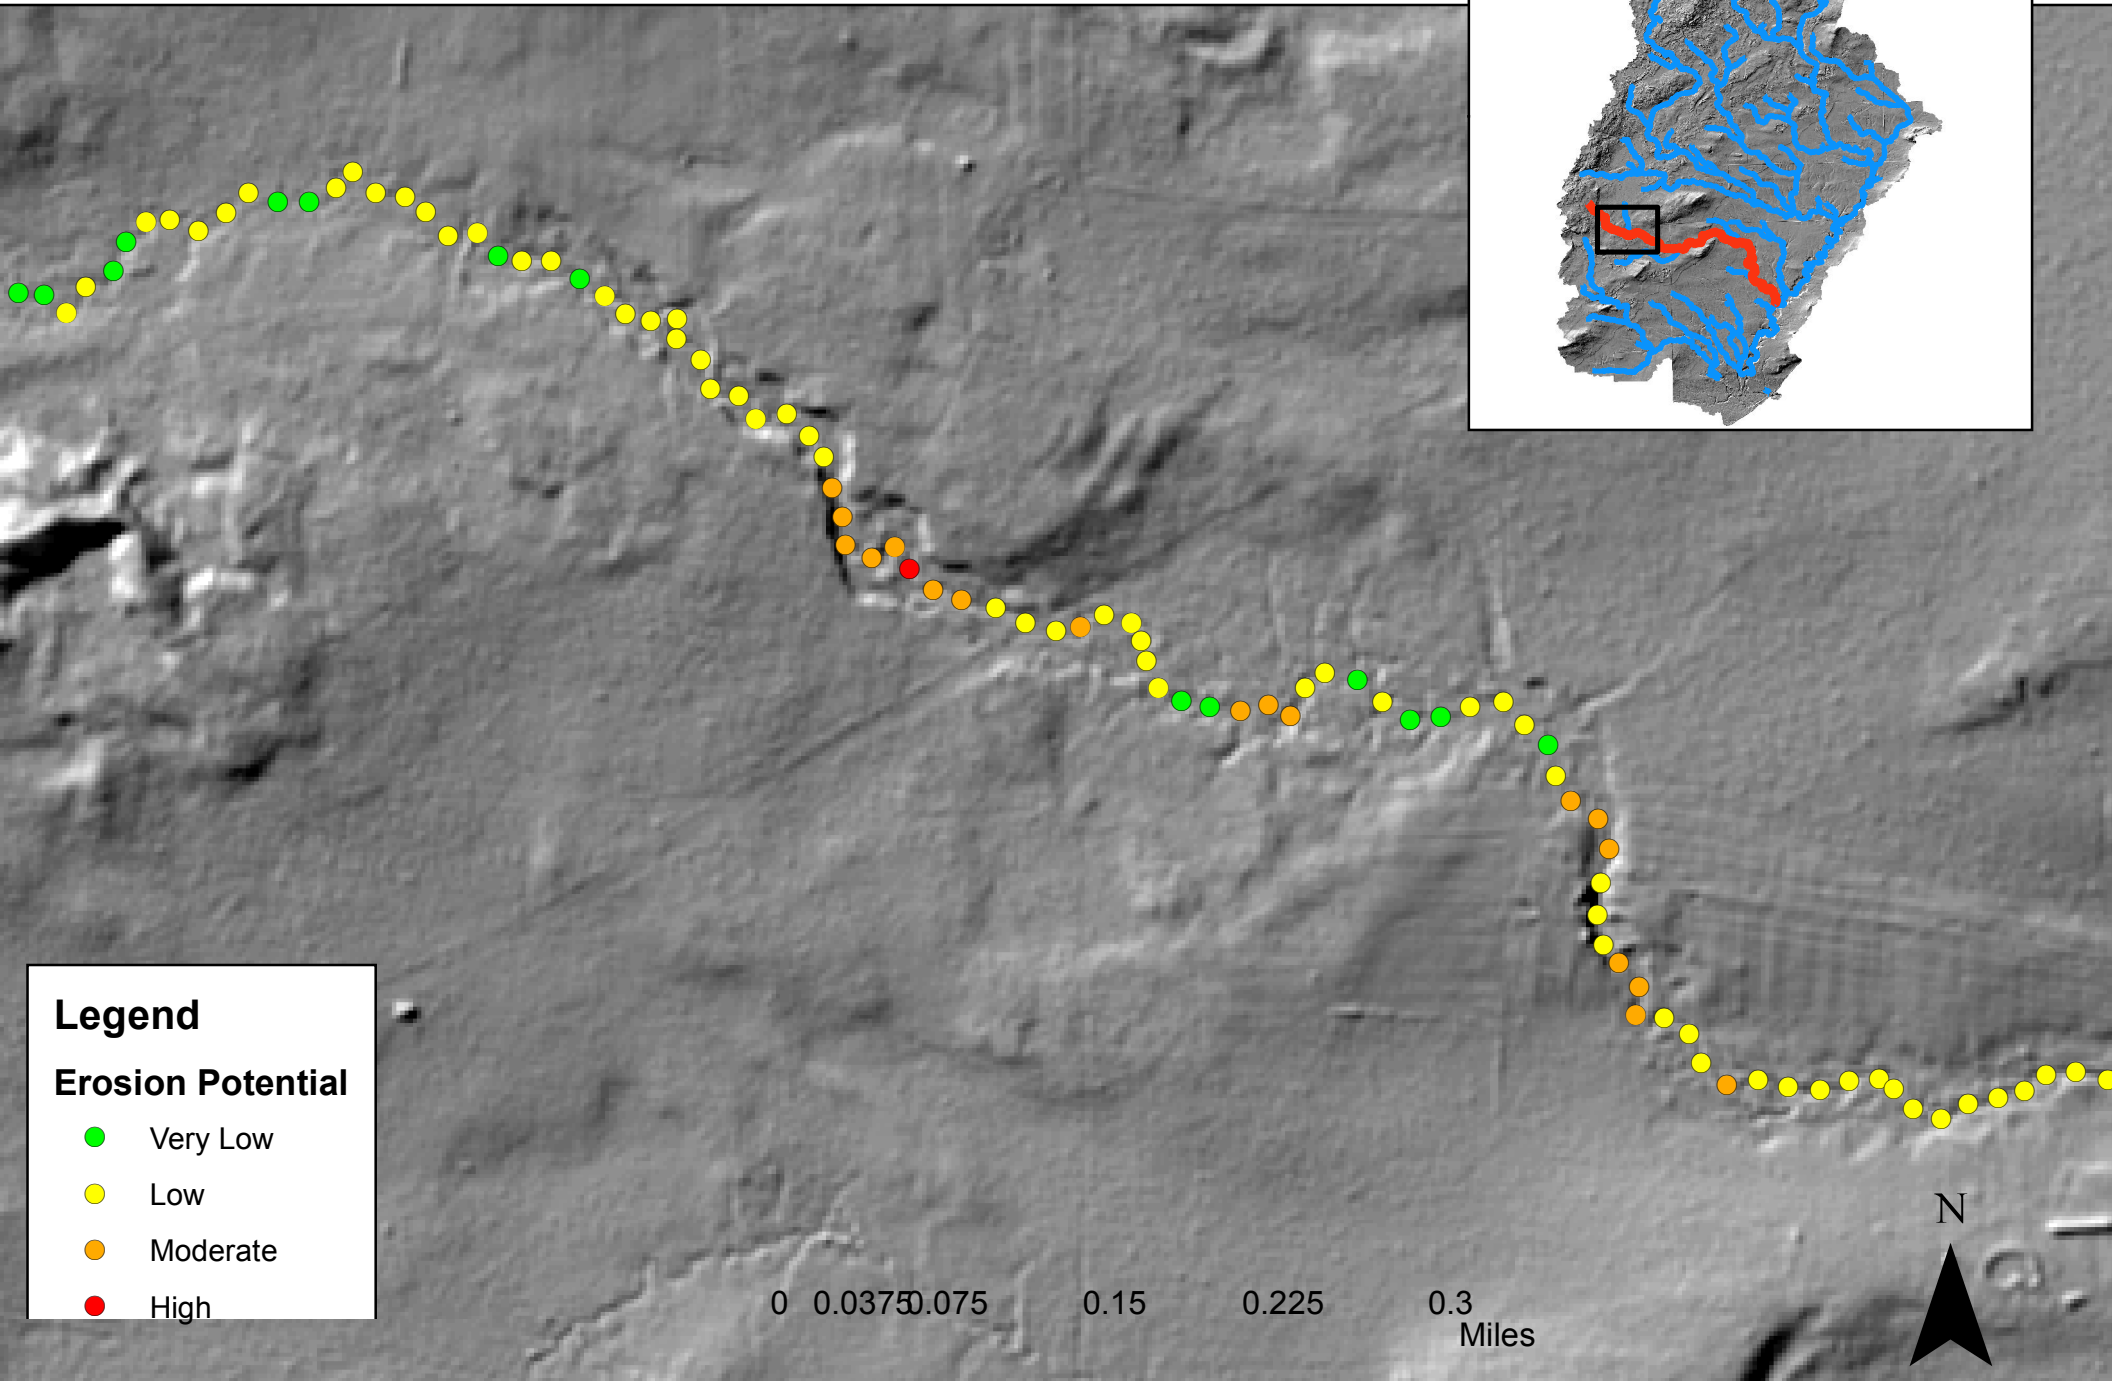 Legend
Erosion Potential
Very Low
Low
Moderate
High
0 0.0375 0.075 0.15 0.225 0.3
Miles
N